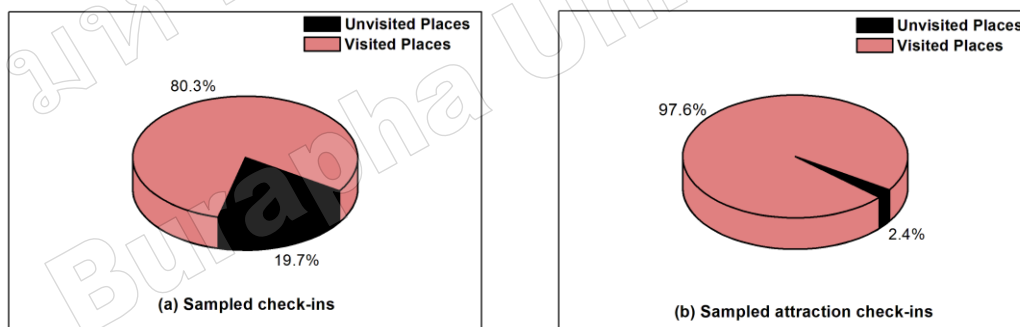 Unvisited Places
Visited Places
80.3%
19.7%
(a) Sampled check-ins
Unvisited Places
Visited Places
97.6%
2.4%
(b) Sampled attraction check-ins
Burapha Un